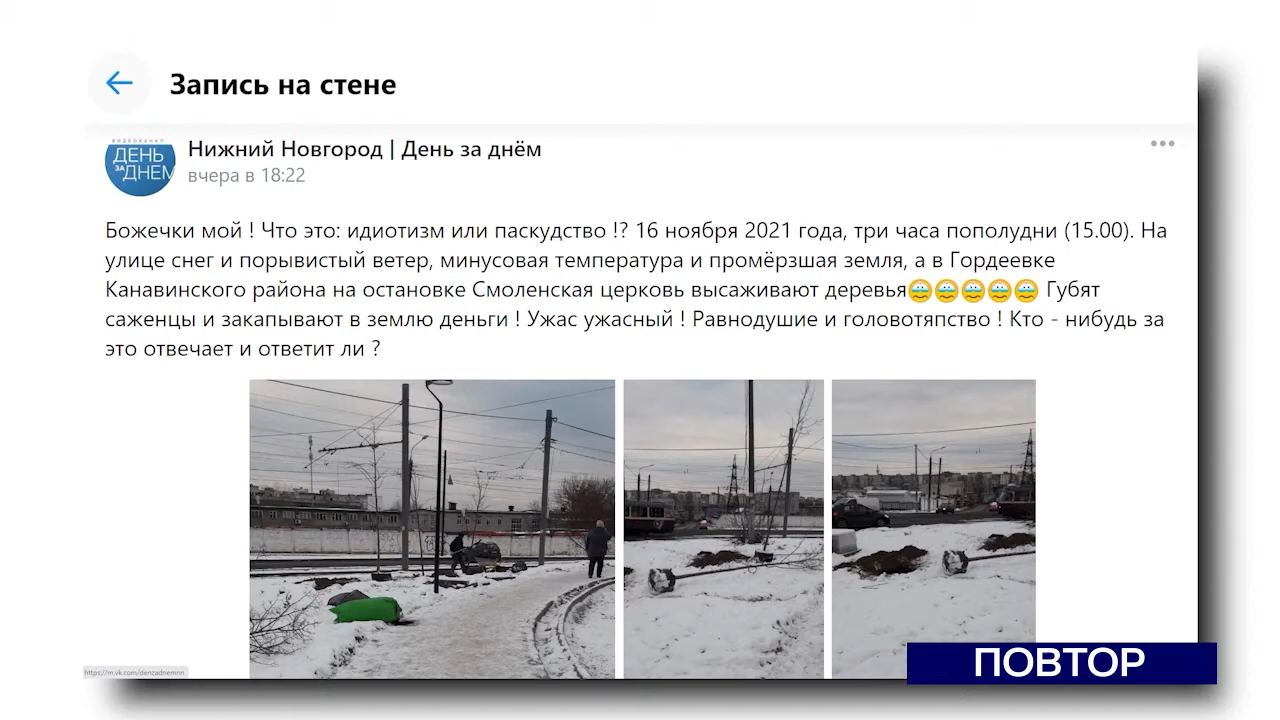 Запись на стене
ВИДЕОКАНАЛ
ДЕНЬ
ЗА ДНЕМ
Нижний Новгород | День за днём
вчера в 18:22
Божечки мой ! Что это: идиотизм или паскудство !? 16 ноября 2021 года, три часа пополудни (15.00). На
улице снег и порывистый ветер, минусовая температура и промёрзшая земля, а в Гордеевке
Канавинского района на остановке Смоленская церковь высаживают деревья Губят
саженцы и закапывают в землю деньги ! Ужас ужасный ! Равнодушие и головотяпство ! Кто - нибудь за
это отвечает и ответит ли ?
https://m.vk.com/denzadnemnn
ПОВТОР